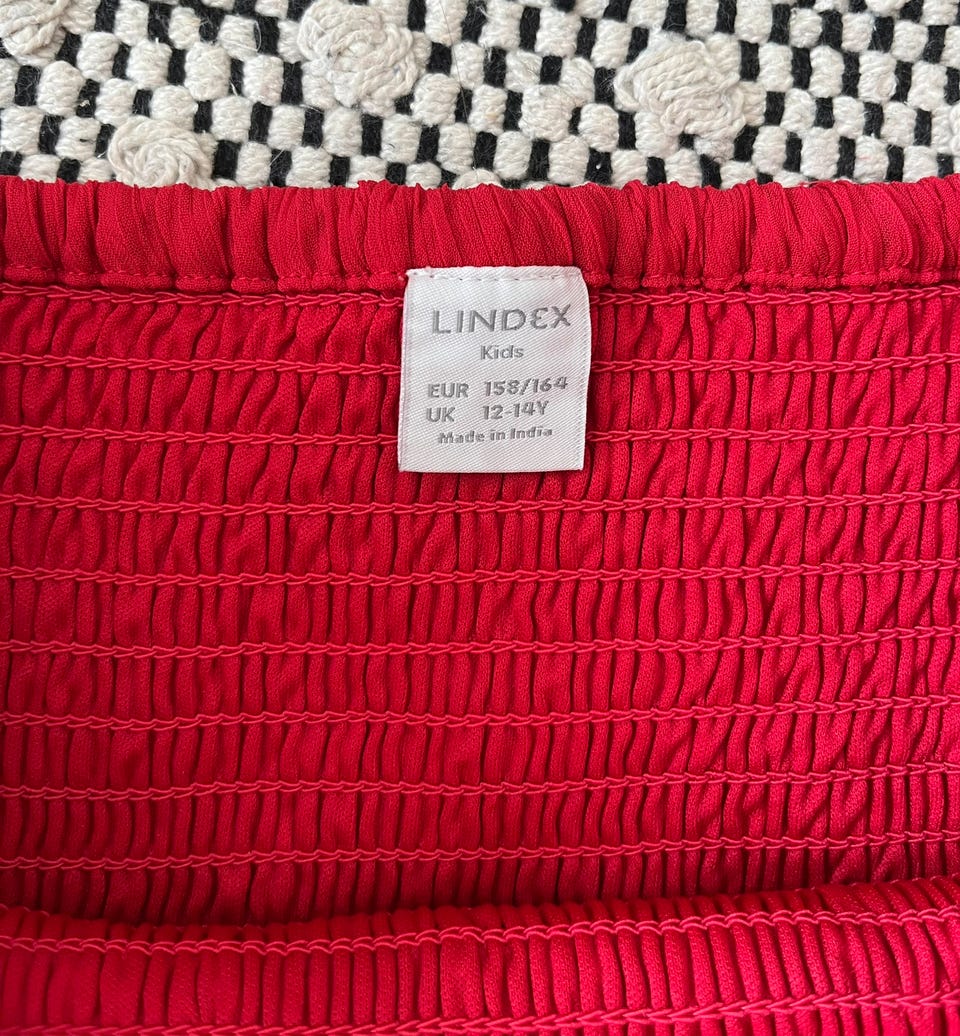 LINDEX
Kids
EUR 158/164
UK 12-14Y
Made in India